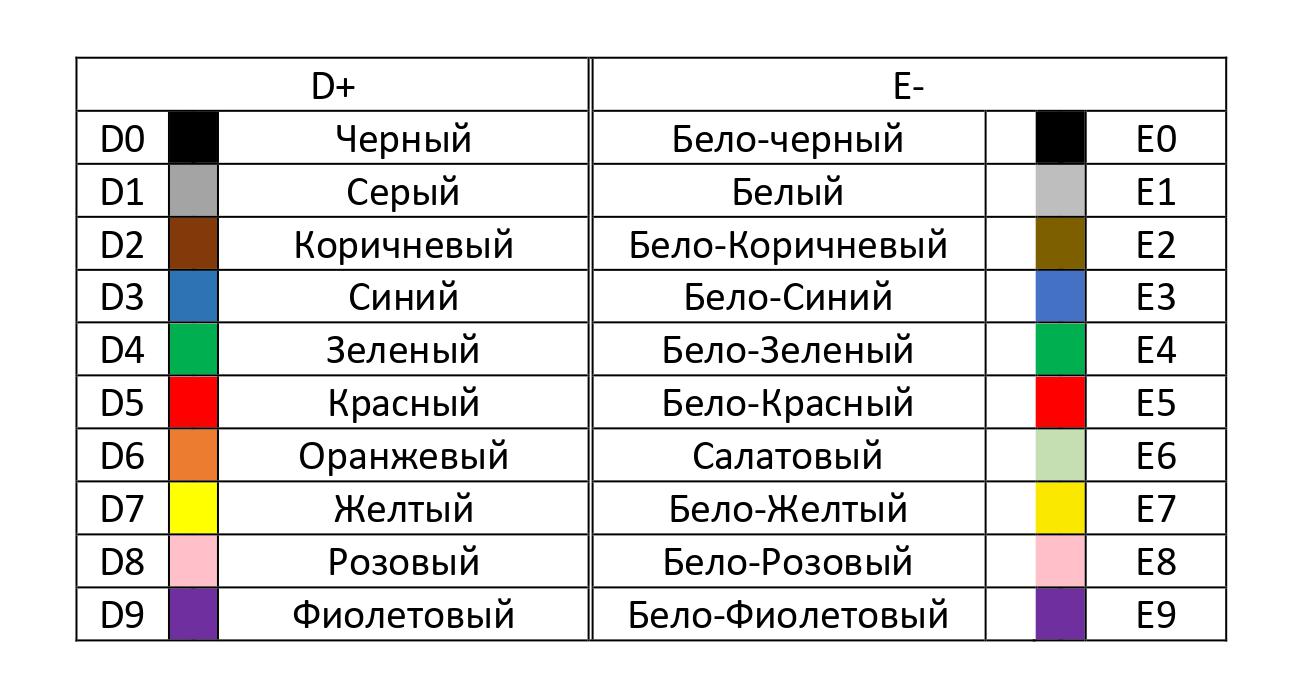 D+ E-
D0 Черный Бело-черный E0
D1 Серый Белый E1
D2 Коричневый Бело-Коричневый E2
D3 Синий Бело-Синий E3
D4 Зеленый Бело-Зеленый E4
D5 Красный Бело-Красный E5
D6 Оранжевый Салатовый E6
D7 Желтый Бело-Желтый E7
D8 Розовый Бело-Розовый E8
D9 Фиолетовый Бело-Фиолетовый E9